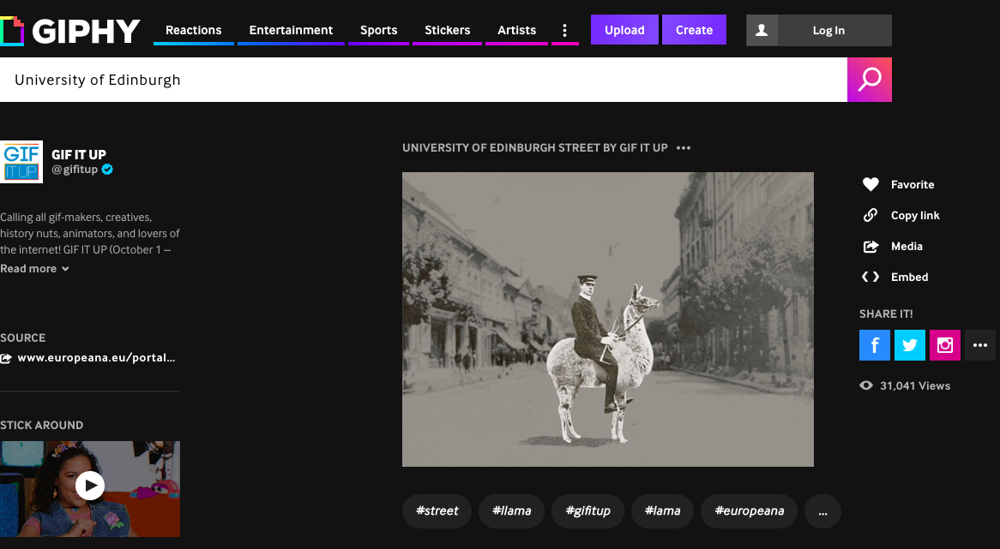 GIPHY
Reactions
Entertainment
Sports
Stickers
Artists
Upload
Create
Log In
University of Edinburgh
GIF
IT UP
GIF IT UP
@gifitup
Calling all gif-makers, creatives,
history nuts, animators, and lovers of
the internet! GIF IT UP (October 1 –
Read more
SOURCE
www.europeana.eu/portal...
STICK AROUND
UNIVERSITY OF EDINBURGH STREET BY GIF IT UP
#street
#llama
#gifitup
#lama
#europeana
...
Favorite
Copy link
Media
Embed
SHARE IT!
31,041 Views